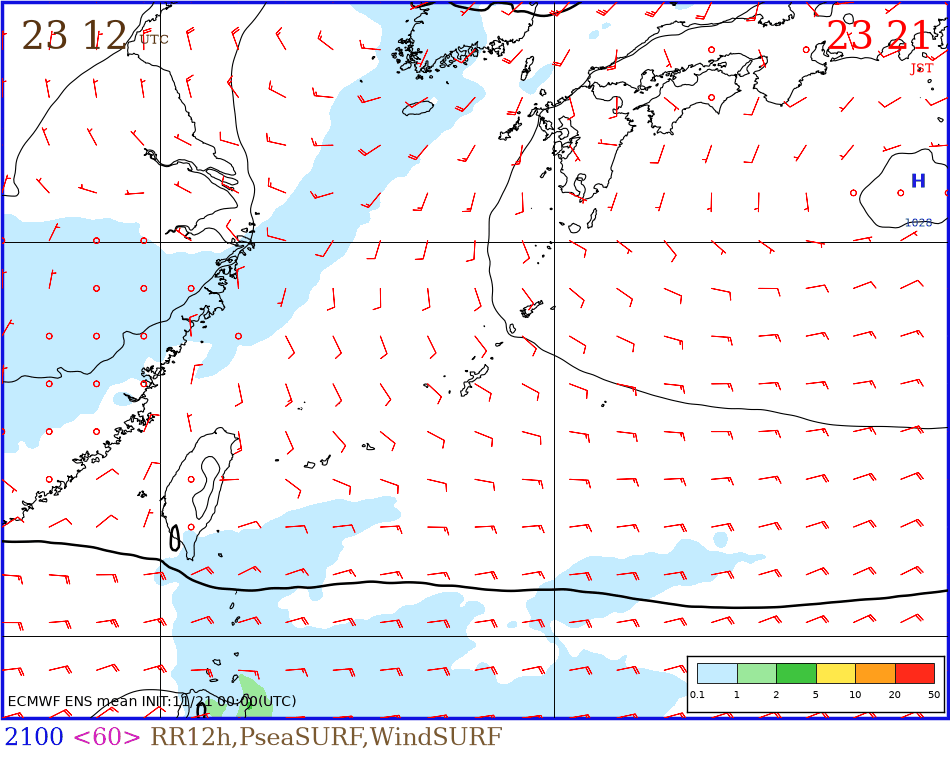 23 12 UTC
23 21
JST
H
1028
0.1 1 2 5 10 20 50
ECMWF ENS mean INIT:11/21 00:00(UTC)
2100 <60> RR12h,PseaSURF,WindSURF